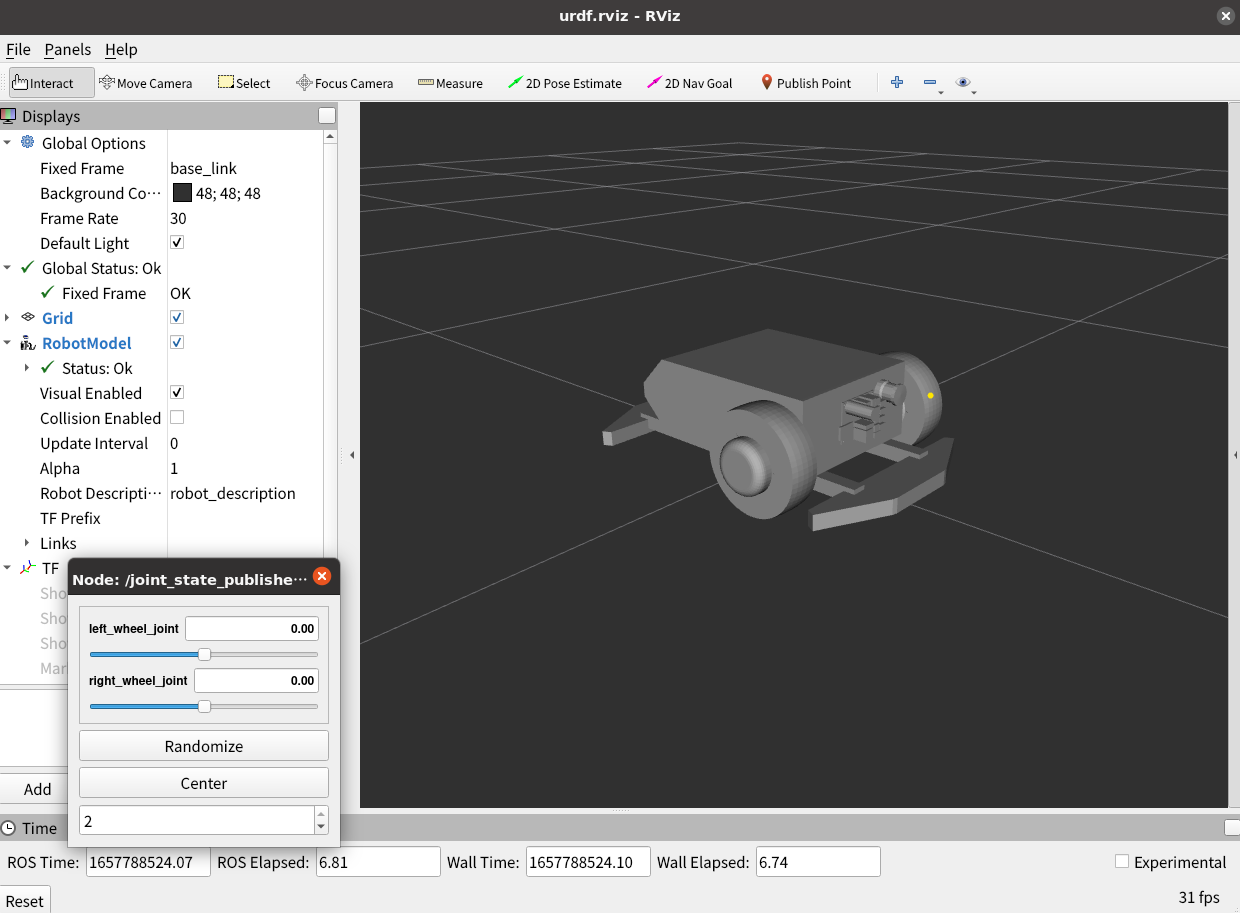 urdf.rviz - RViz
File Panels Help
Interact Move Camera Select Focus Camera Measure 2D Pose Estimate 2D Nav Goal Publish Point
Displays
Global Options
Fixed Frame base_link
Background Co··· 48; 48; 48
Frame Rate 30
Default Light
Global Status: Ok
Fixed Frame OK
Grid
RobotModel
Status: Ok
Visual Enabled
Collision Enabled
Update Interval 0
Alpha 1
Robot Descripti··· robot_description
TF Prefix
Links
TF
Sho
Sho
Sho
Mar
Node: /joint_state_publishe···
left_wheel_joint 0.00
right_wheel_joint 0.00
Randomize
Center
2
Add
Time
ROS Time: 1657788524.07 ROS Elapsed: 6.81 Wall Time: 1657788524.10 Wall Elapsed: 6.74 Experimental
Reset 31 fps